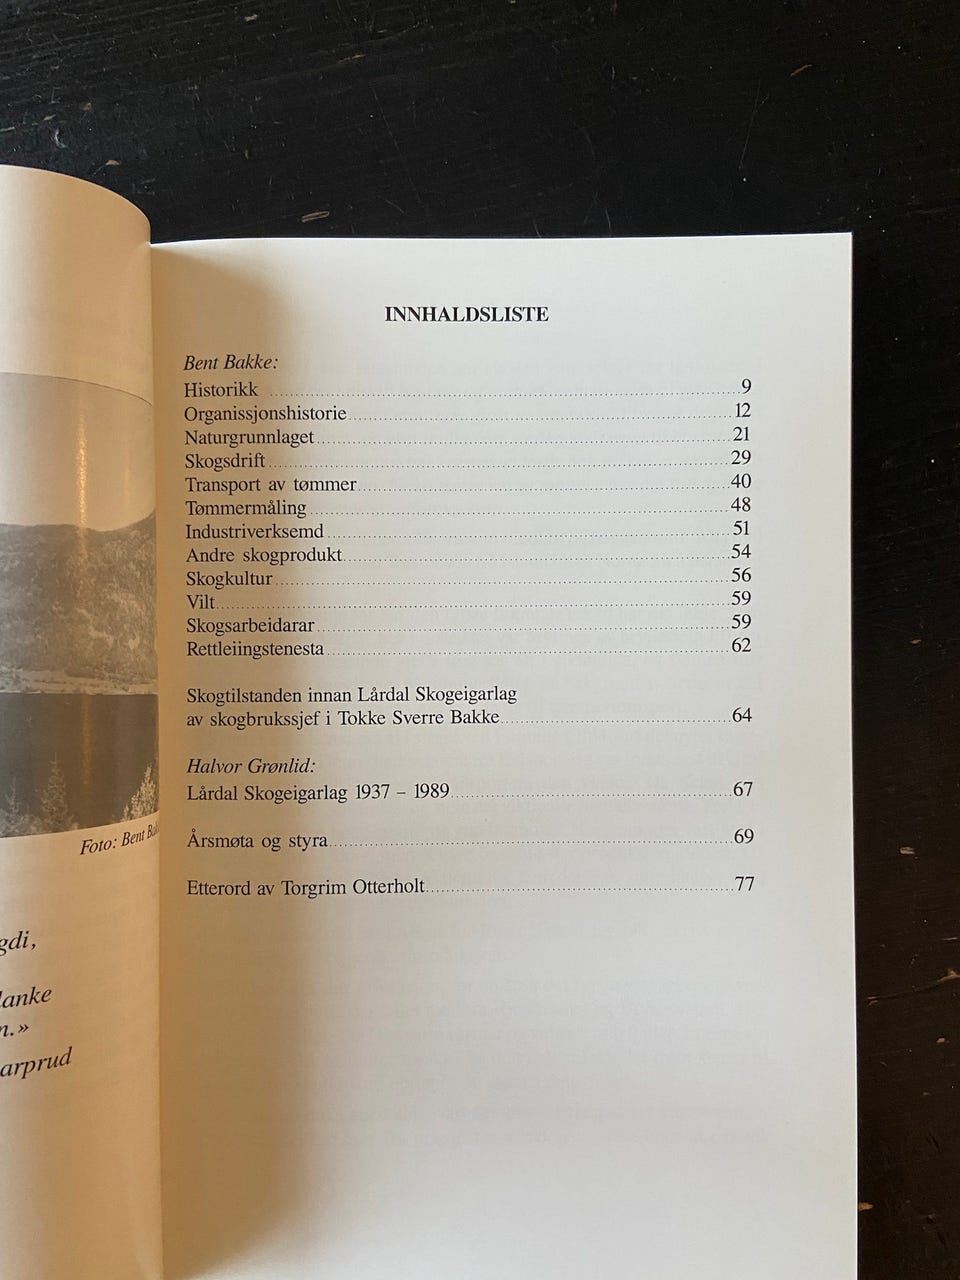 Foto: Bent
gdi,
lanke
n.»
arprud
INNHALDSLISTE
Bent Bakke:
Historikk ........ 9
Organissjonshistorie ........ 12
Naturgrunnlaget ........ 21
Skogsdrift ........ 29
Transport av tømmer ........ 40
Tømmermåling ........ 48
Industriverksemd ........ 51
Andre skogprodukt ........ 54
Skogkultur ........ 56
Vilt ........ 59
Skogsarbeidarar ........ 59
Rettleiingstenesta ........ 62
Skogtilstanden innan Lårdal Skogeigarlag
av skogbrukssjef i Tokke Sverre Bakke ........ 64
Halvor Grønlid:
Lårdal Skogeigarlag 1937 – 1989 ........ 67
Årsmøta og styra ........ 69
Etterord av Torgrim Otterholt ........ 77